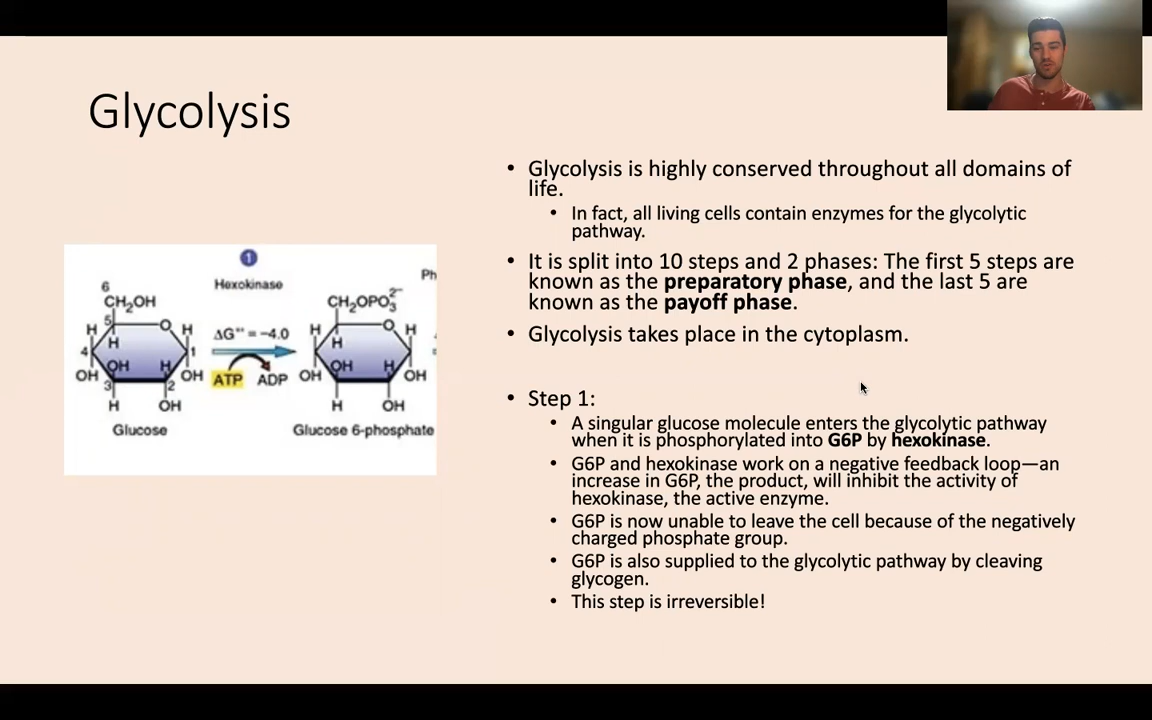 Glycolysis
• Glycolysis is highly conserved throughout all domains of
life.
• In fact, all living cells contain enzymes for the glycolytic
pathway.
• It is split into 10 steps and 2 phases: The first 5 steps are
known as the preparatory phase, and the last 5 are
known as the payoff phase.
• Glycolysis takes place in the cytoplasm.
• Step 1:
• A singular glucose molecule enters the glycolytic pathway
when it is phosphorylated into G6P by hexokinase.
• G6P and hexokinase work on a negative feedback loop—an
increase in G6P, the product, will inhibit the activity of
hexokinase, the active enzyme.
• G6P is now unable to leave the cell because of the negatively
charged phosphate group.
• G6P is also supplied to the glycolytic pathway by cleaving
glycogen.
• This step is irreversible!
1
Hexokinase
Ph
6
CH₂OH
CH₂OPO₃²⁻
5
O
H
H
H
4
1
OH
OH
H
OH
3
2
H
OH
Glucose
ΔG°' = −4.0
ATP
ADP
H
O
H
H
OH
OH
H
OH
H
OH
Glucose 6-phosphate